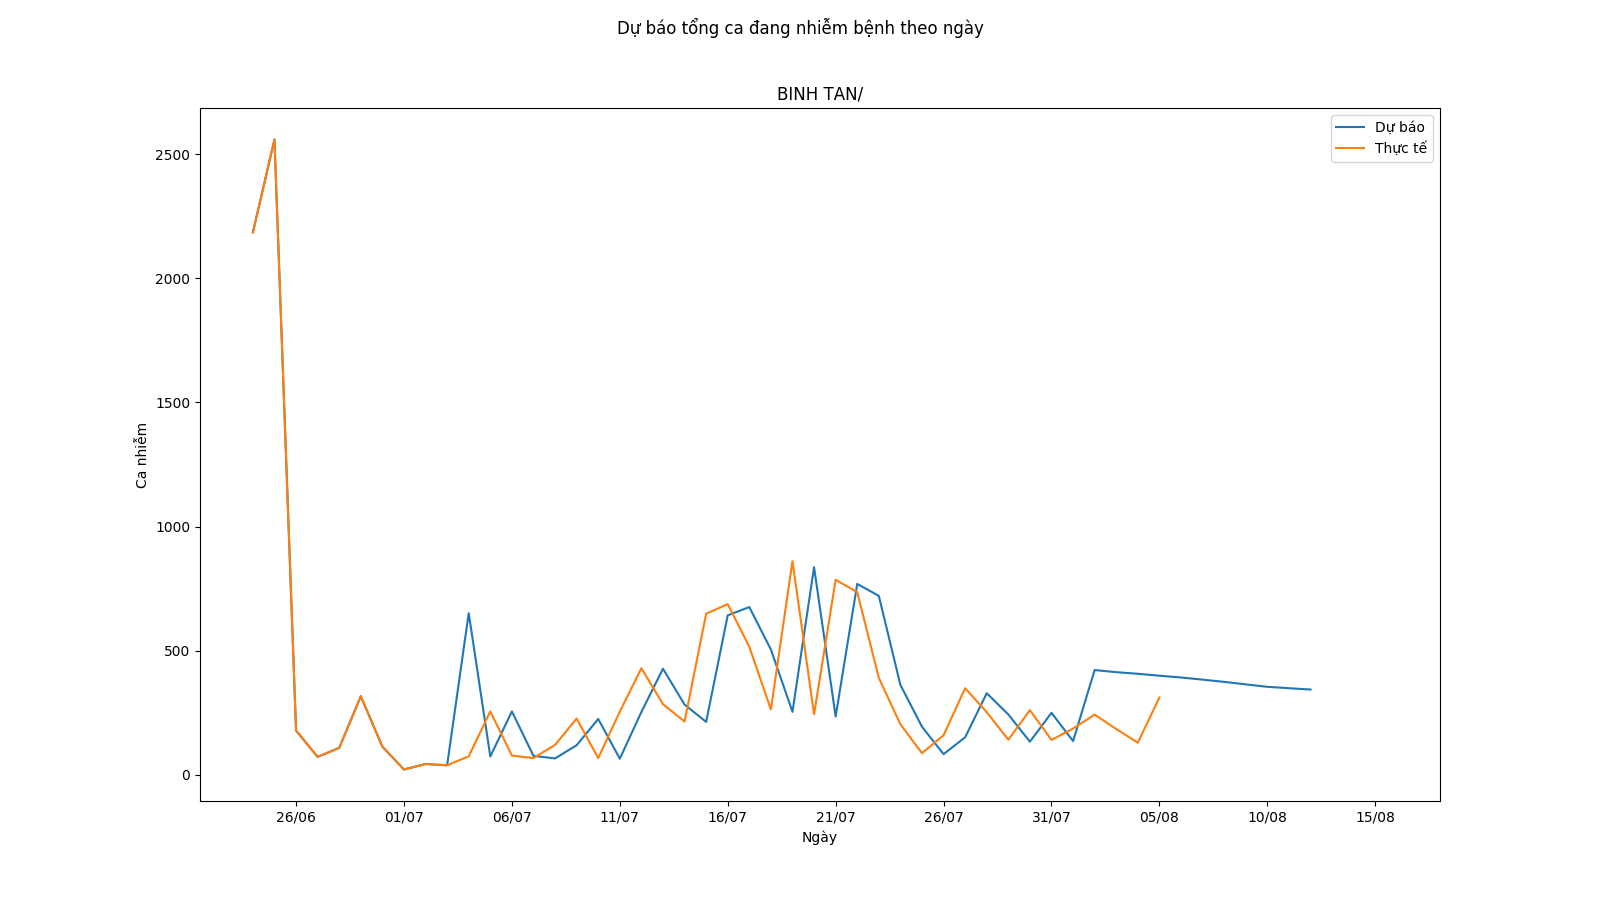 Dự báo tổng ca đang nhiễm bệnh theo ngày
BINH TAN/
Dự báo
Thực tế
2500
2000
1500
1000
500
0
Ca nhiễm
26/06 01/07 06/07 11/07 16/07 21/07 26/07 31/07 05/08 10/08 15/08
Ngày